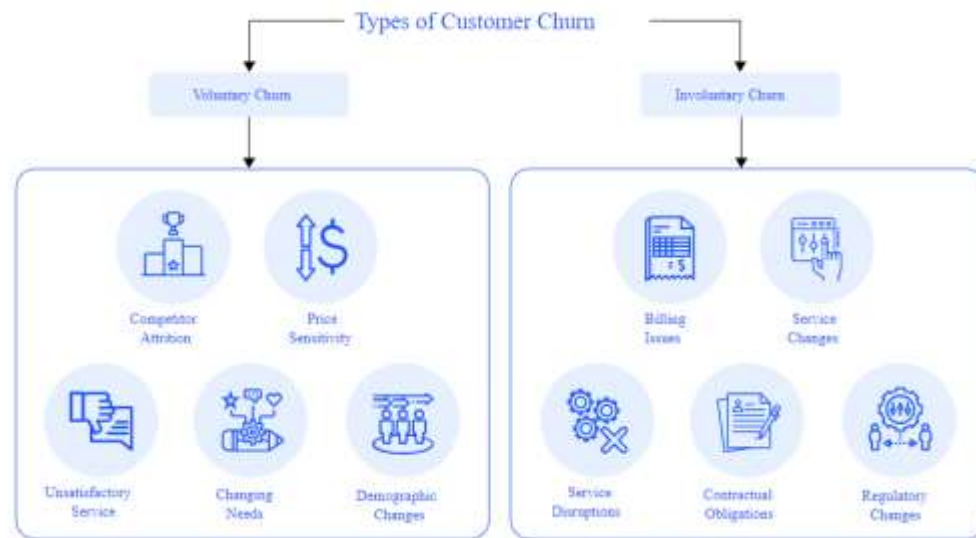 Types of Customer Churn
Voluntary Churn
Involuntary Churn
Competitor
Attrition
Price
Sensitivity
Unsatisfactory
Service
Changing
Needs
Demographic
Changes
Billing
Issues
Service
Changes
Service
Disruptions
Contractual
Obligations
Regulatory
Changes